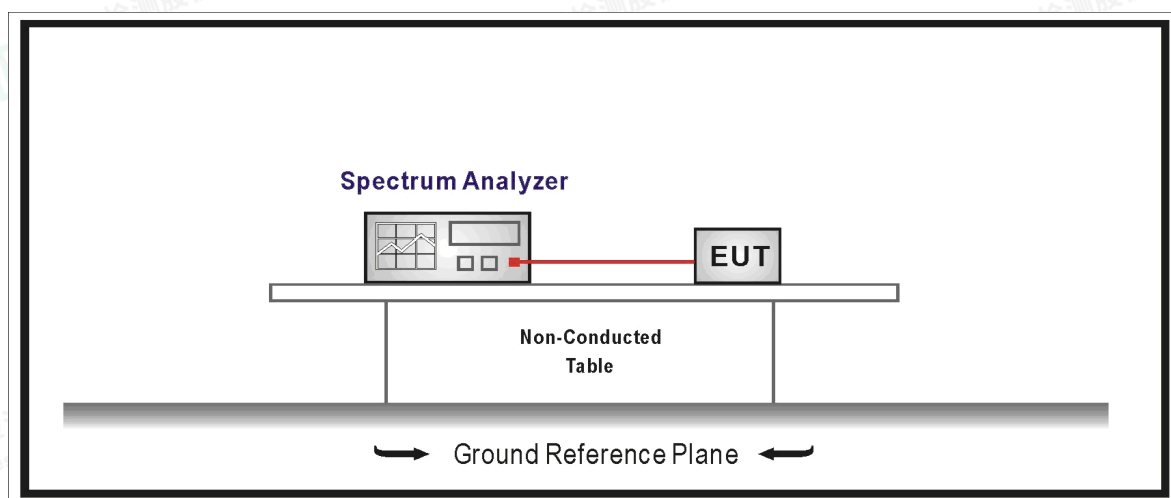 Spectrum Analyzer
EUT
Non-Conducted
Table
Ground Reference Plane